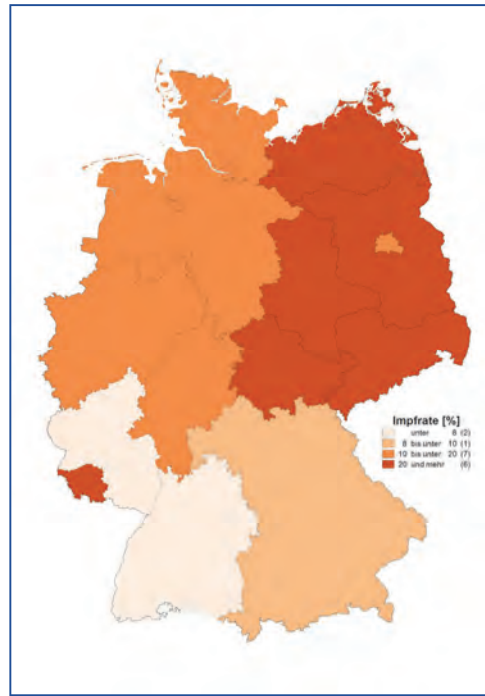 Impfrate [%]
unter 8 (2)
8 bis unter 10 (1)
10 bis unter 20 (7)
20 und mehr (6)